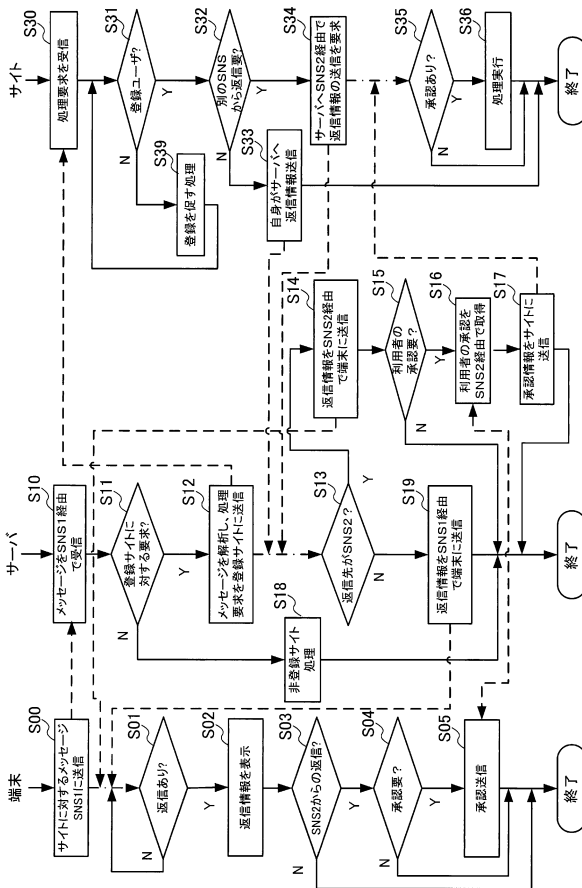 端末
S00
サイトに対するメッセージ
SNS1に送信
S01
返信あり?
Y
N
S02
返信情報を表示
S03
SNS2からの返信?
Y
N
S04
承認要?
Y
N
S05
承認送信
終了
サーバ
S10
メッセージをSNS1経由
で受信
S11
登録サイトに
対する要求?
Y
N
S12
メッセージを解析し、処理
要求を登録サイトに送信
S18
非登録サイト
処理
S13
返信先がSNS2?
Y
N
S19
返信情報をSNS1経由
で端末に送信
S14
返信情報をSNS2経由
で端末に送信
S15
利用者の
承認要?
Y
N
S16
利用者の承認を
SNS2経由で取得
S17
承認情報をサイトに
送信
終了
サイト
S30
処理要求を受信
S31
登録ユーザ?
Y
N
S39
登録を促す処理
S32
別のSNS
から返信要?
Y
N
S33
自身がサーバへ
返信情報送信
S34
サーバへSNS2経由で
返信情報の送信を要求
S35
承認あり?
Y
N
S36
処理実行
終了